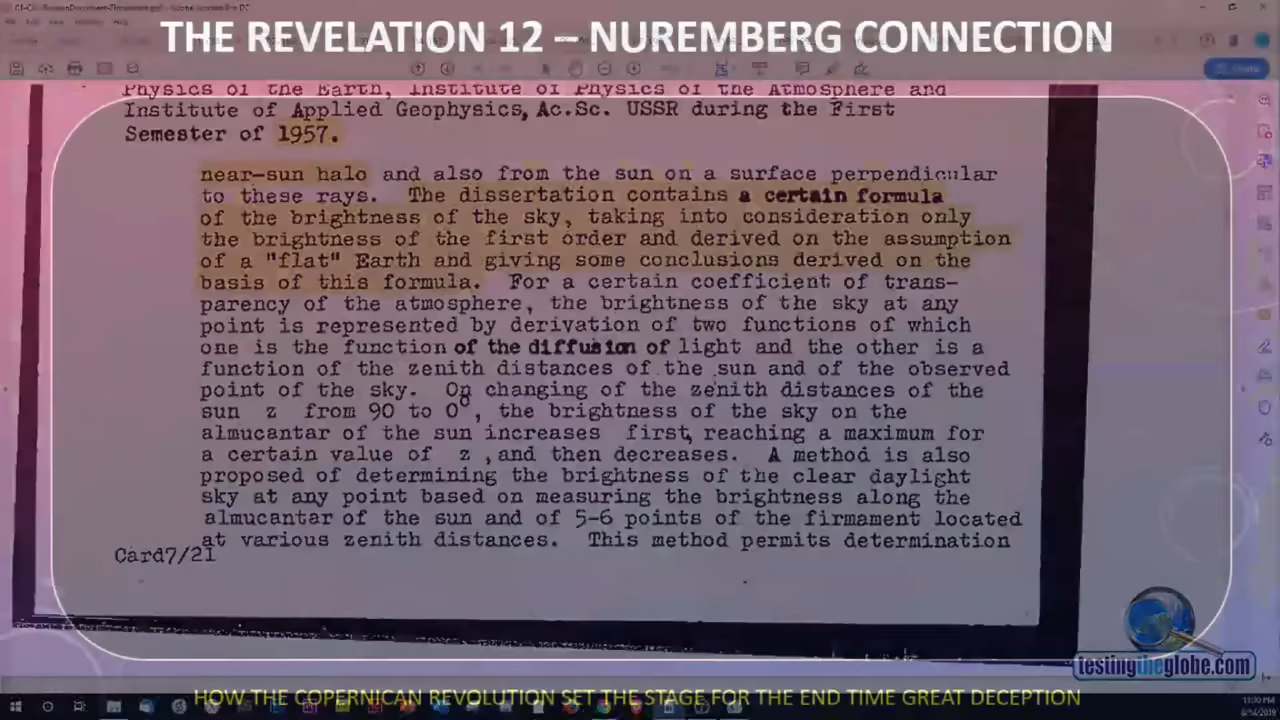 THE REVELATION 12 – NUREMBERG CONNECTION
Physics of the Earth, Institute of Physics of the Atmosphere and
Institute of Applied Geophysics, Ac.Sc. USSR during the First
Semester of 1957.
near-sun halo and also from the sun on a surface perpendicular
to these rays. The dissertation contains a certain formula
of the brightness of the sky, taking into consideration only
the brightness of the first order and derived on the assumption
of a "flat" Earth and giving some conclusions derived on the
basis of this formula. For a certain coefficient of trans-
parency of the atmosphere, the brightness of the sky at any
point is represented by derivation of two functions of which
one is the function of the diffusion of light and the other is a
function of the zenith distances of the sun and of the observed
point of the sky. On changing of the zenith distances of the
sun z from 90 to 0°, the brightness of the sky on the
almucantar of the sun increases first, reaching a maximum for
a certain value of z ,and then decreases. A method is also
proposed of determining the brightness of the clear daylight
sky at any point based on measuring the brightness along the
almucantar of the sun and of 5-6 points of the firmament located
at various zenith distances. This method permits determination
Card7/21
testingtheglobe.com
HOW THE COPERNICAN REVOLUTION SET THE STAGE FOR THE END TIME GREAT DECEPTION